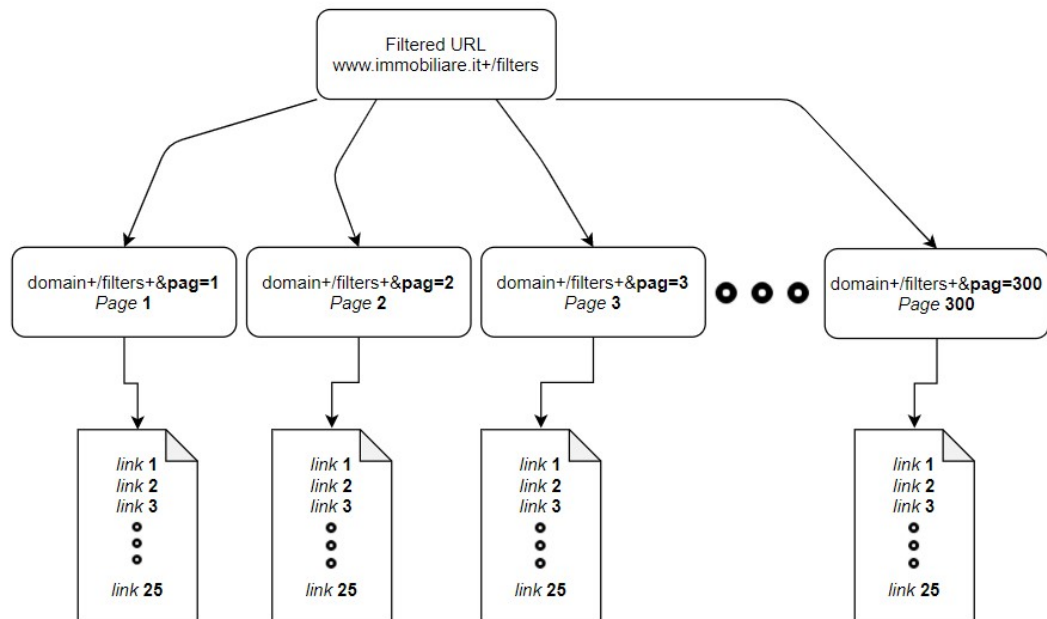 Filtered URL
www.immobiliare.it+/filters
domain+/filters+&pag=1
Page 1
domain+/filters+&pag=2
Page 2
domain+/filters+&pag=3
Page 3
domain+/filters+&pag=300
Page 300
link 1
link 2
link 3
link 25
link 1
link 2
link 3
link 25
link 1
link 2
link 3
link 25
link 1
link 2
link 3
link 25